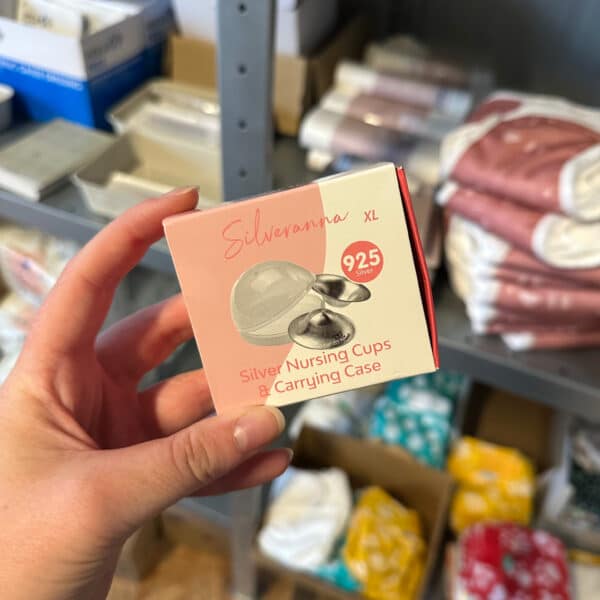 Silveranna XL
925
Silver
Silver Nursing Cups
& Carrying Case